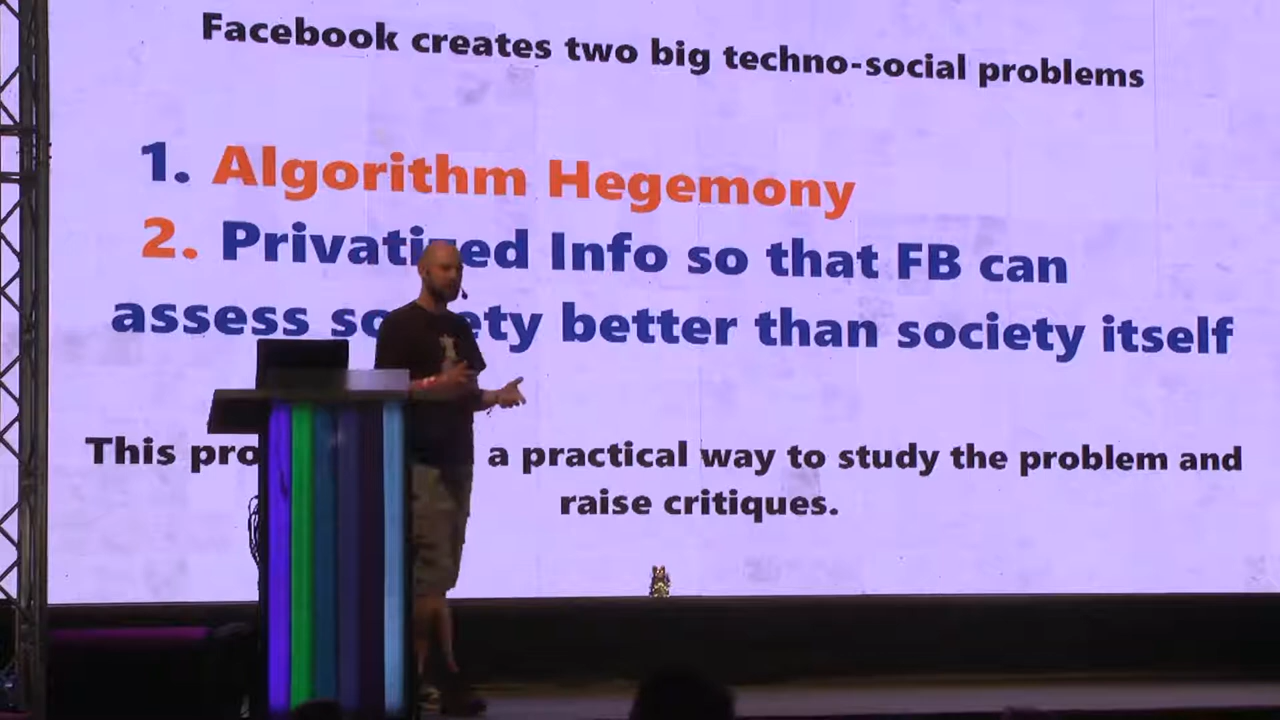 Facebook creates two big techno-social problems
1. Algorithm Hegemony
2. Privatized Info so that FB can
assess society better than society itself
This a practical way to study the problem and
raise critiques.